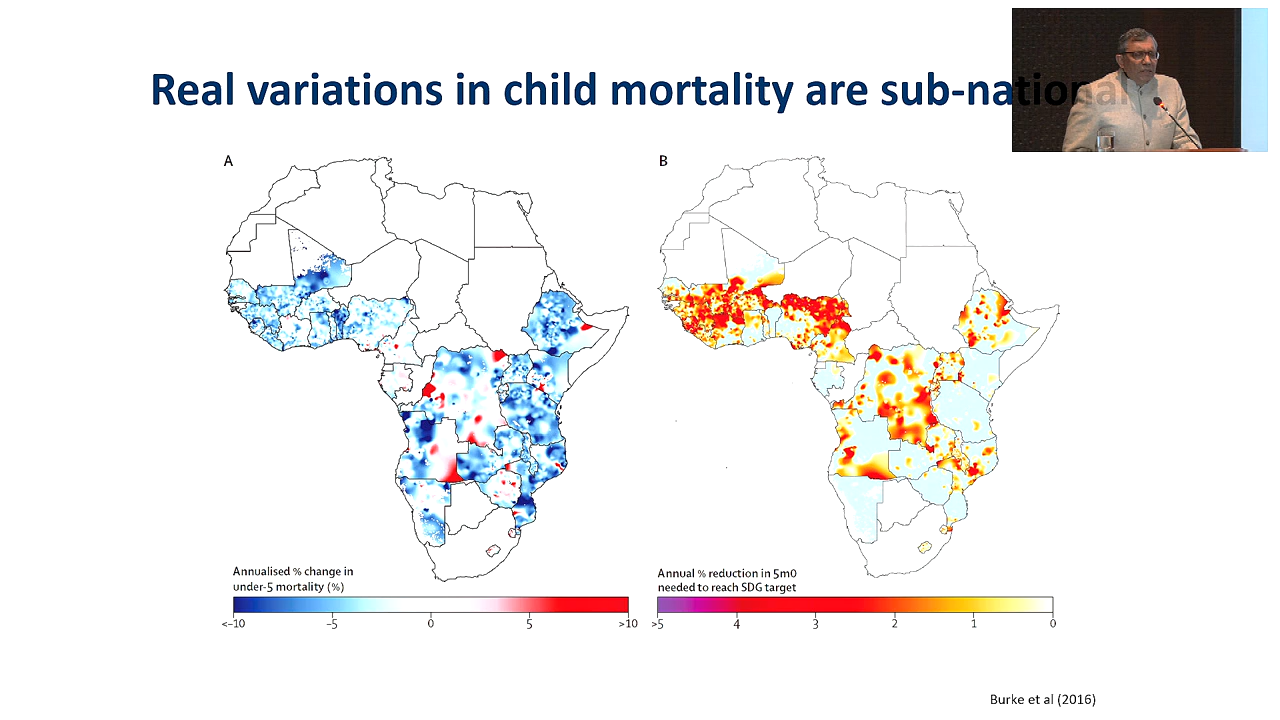 Real variations in child mortality are sub-national
A
B
Annualised % change in
under-5 mortality (%)
<–10
–5
0
5
>10
Annual % reduction in 5m0
needed to reach SDG target
>5
4
3
2
1
0
Burke et al (2016)